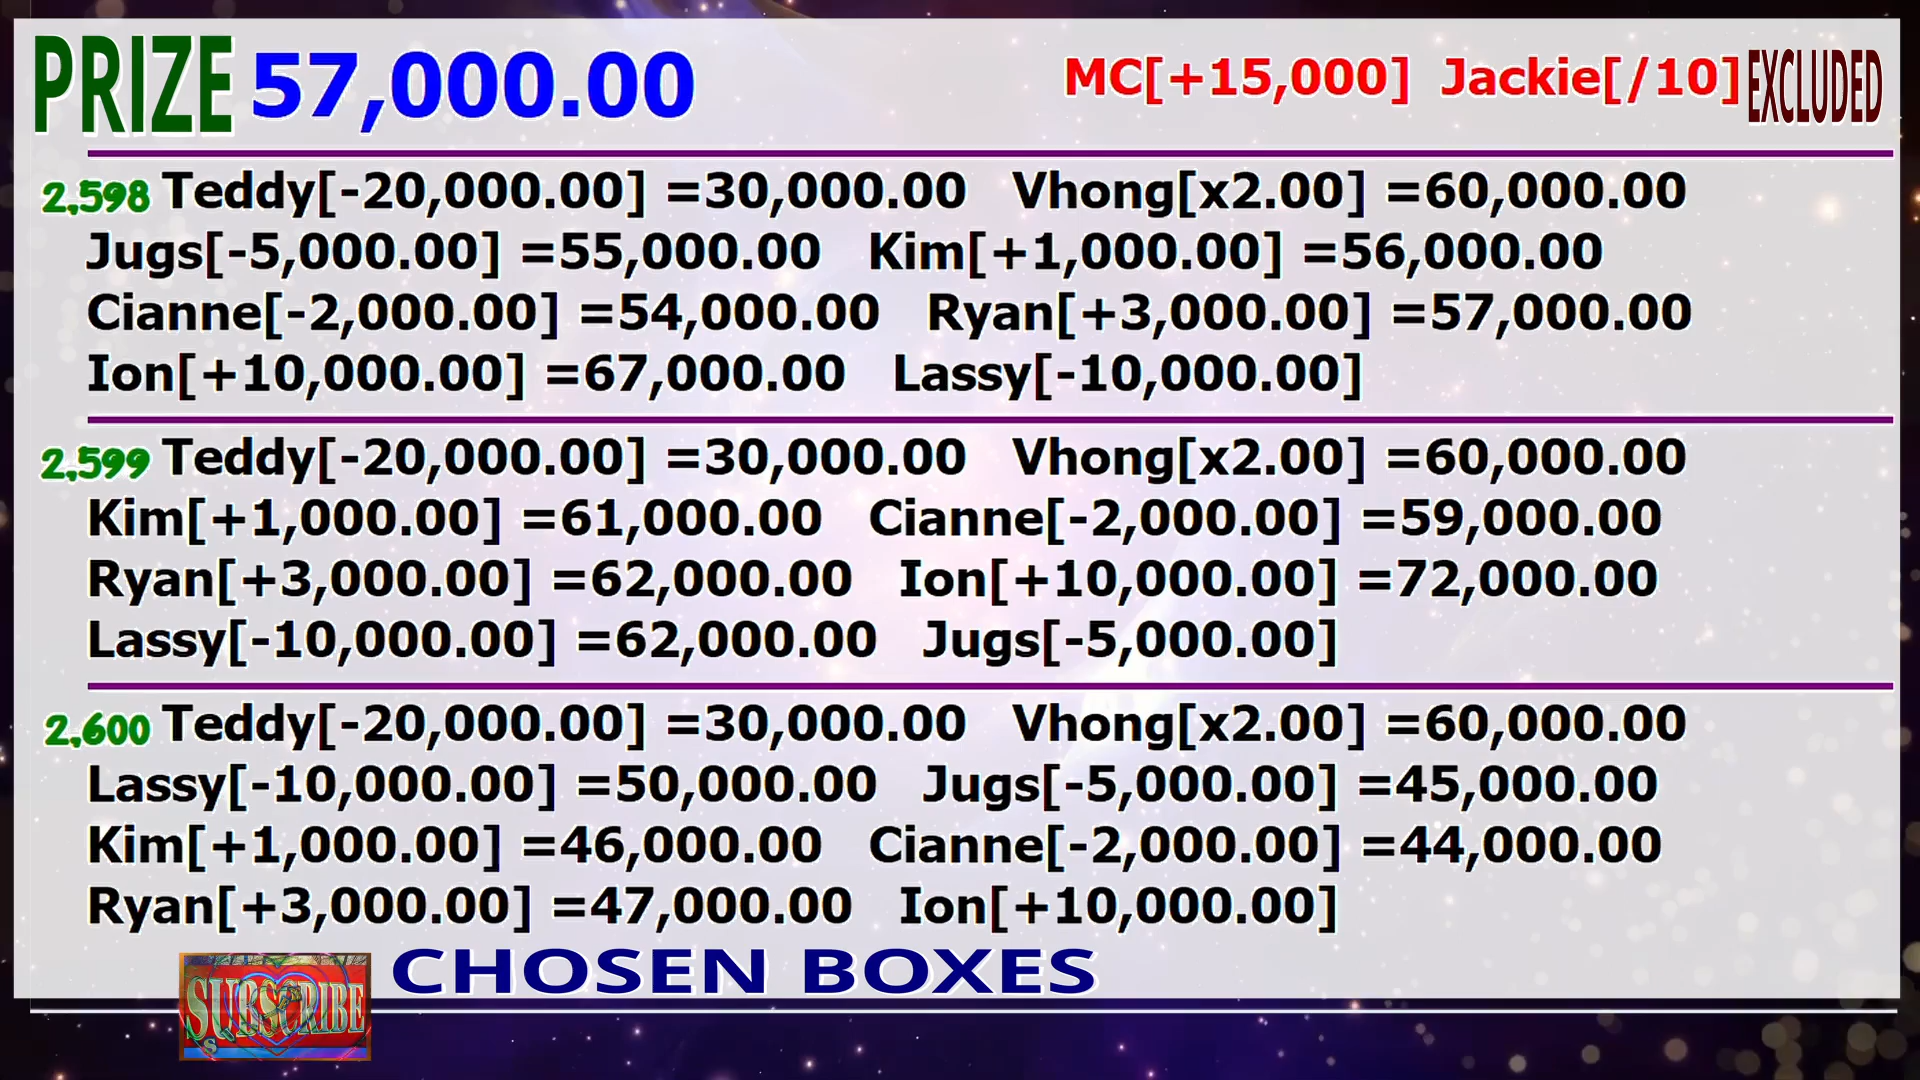 PRIZE 57,000.00 MC[+15,000] Jackie[/10] EXCLUDED
2,598 Teddy[-20,000.00] =30,000.00 Vhong[x2.00] =60,000.00
Jugs[-5,000.00] =55,000.00 Kim[+1,000.00] =56,000.00
Cianne[-2,000.00] =54,000.00 Ryan[+3,000.00] =57,000.00
Ion[+10,000.00] =67,000.00 Lassy[-10,000.00]
2,599 Teddy[-20,000.00] =30,000.00 Vhong[x2.00] =60,000.00
Kim[+1,000.00] =61,000.00 Cianne[-2,000.00] =59,000.00
Ryan[+3,000.00] =62,000.00 Ion[+10,000.00] =72,000.00
Lassy[-10,000.00] =62,000.00 Jugs[-5,000.00]
2,600 Teddy[-20,000.00] =30,000.00 Vhong[x2.00] =60,000.00
Lassy[-10,000.00] =50,000.00 Jugs[-5,000.00] =45,000.00
Kim[+1,000.00] =46,000.00 Cianne[-2,000.00] =44,000.00
Ryan[+3,000.00] =47,000.00 Ion[+10,000.00]
CHOSEN BOXES
SUBSCRIBE